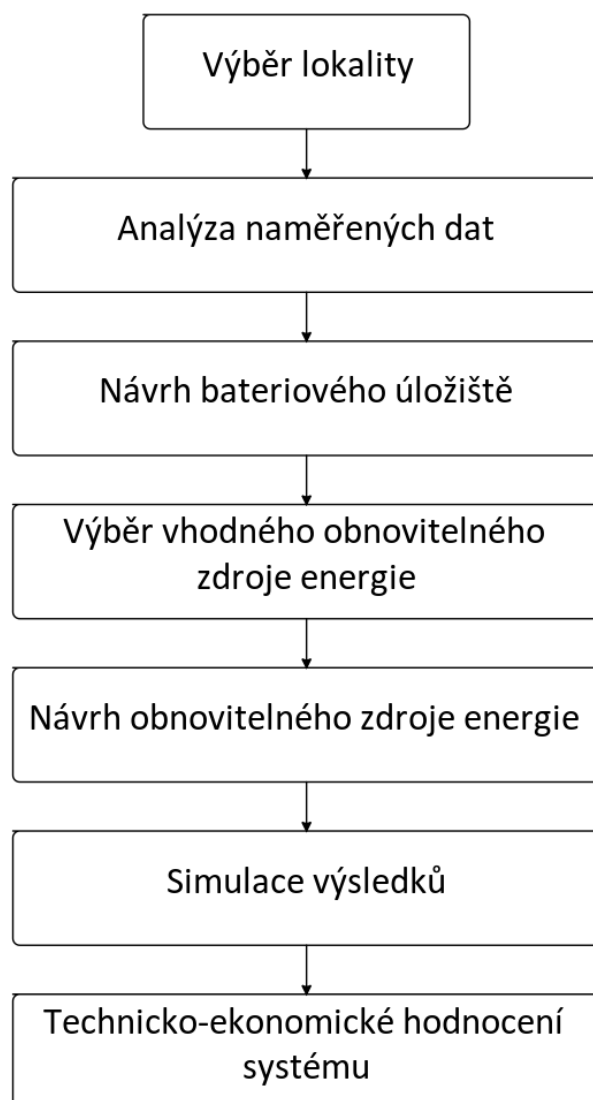 Výběr lokality
Analýza naměřených dat
Návrh bateriového úložiště
Výběr vhodného obnovitelného
zdroje energie
Návrh obnovitelného zdroje energie
Simulace výsledků
Technicko-ekonomické hodnocení
systému